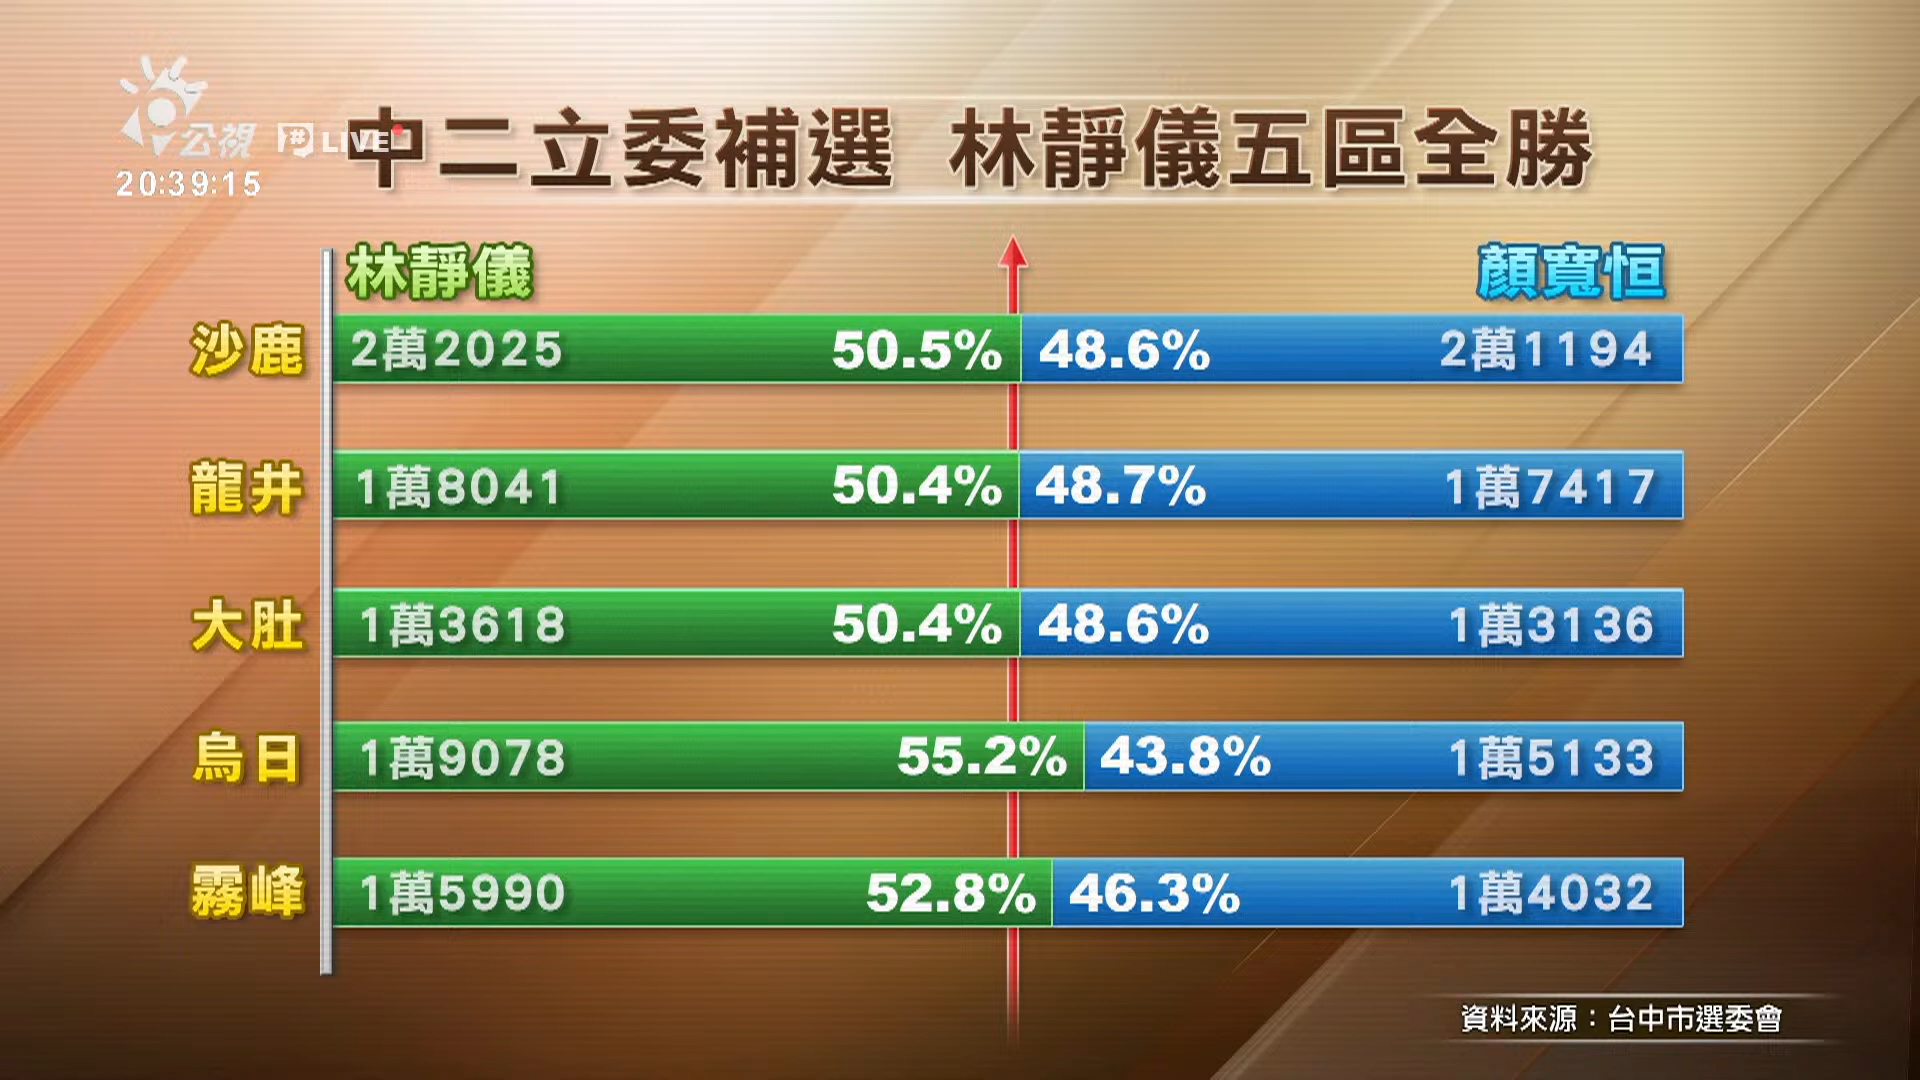 公視 LIVE
20:39:15
中二立委補選 林靜儀五區全勝
林靜儀 顏寬恒
沙鹿 2萬2025 50.5% 48.6% 2萬1194
龍井 1萬8041 50.4% 48.7% 1萬7417
大肚 1萬3618 50.4% 48.6% 1萬3136
烏日 1萬9078 55.2% 43.8% 1萬5133
霧峰 1萬5990 52.8% 46.3% 1萬4032
資料來源：台中市選委會